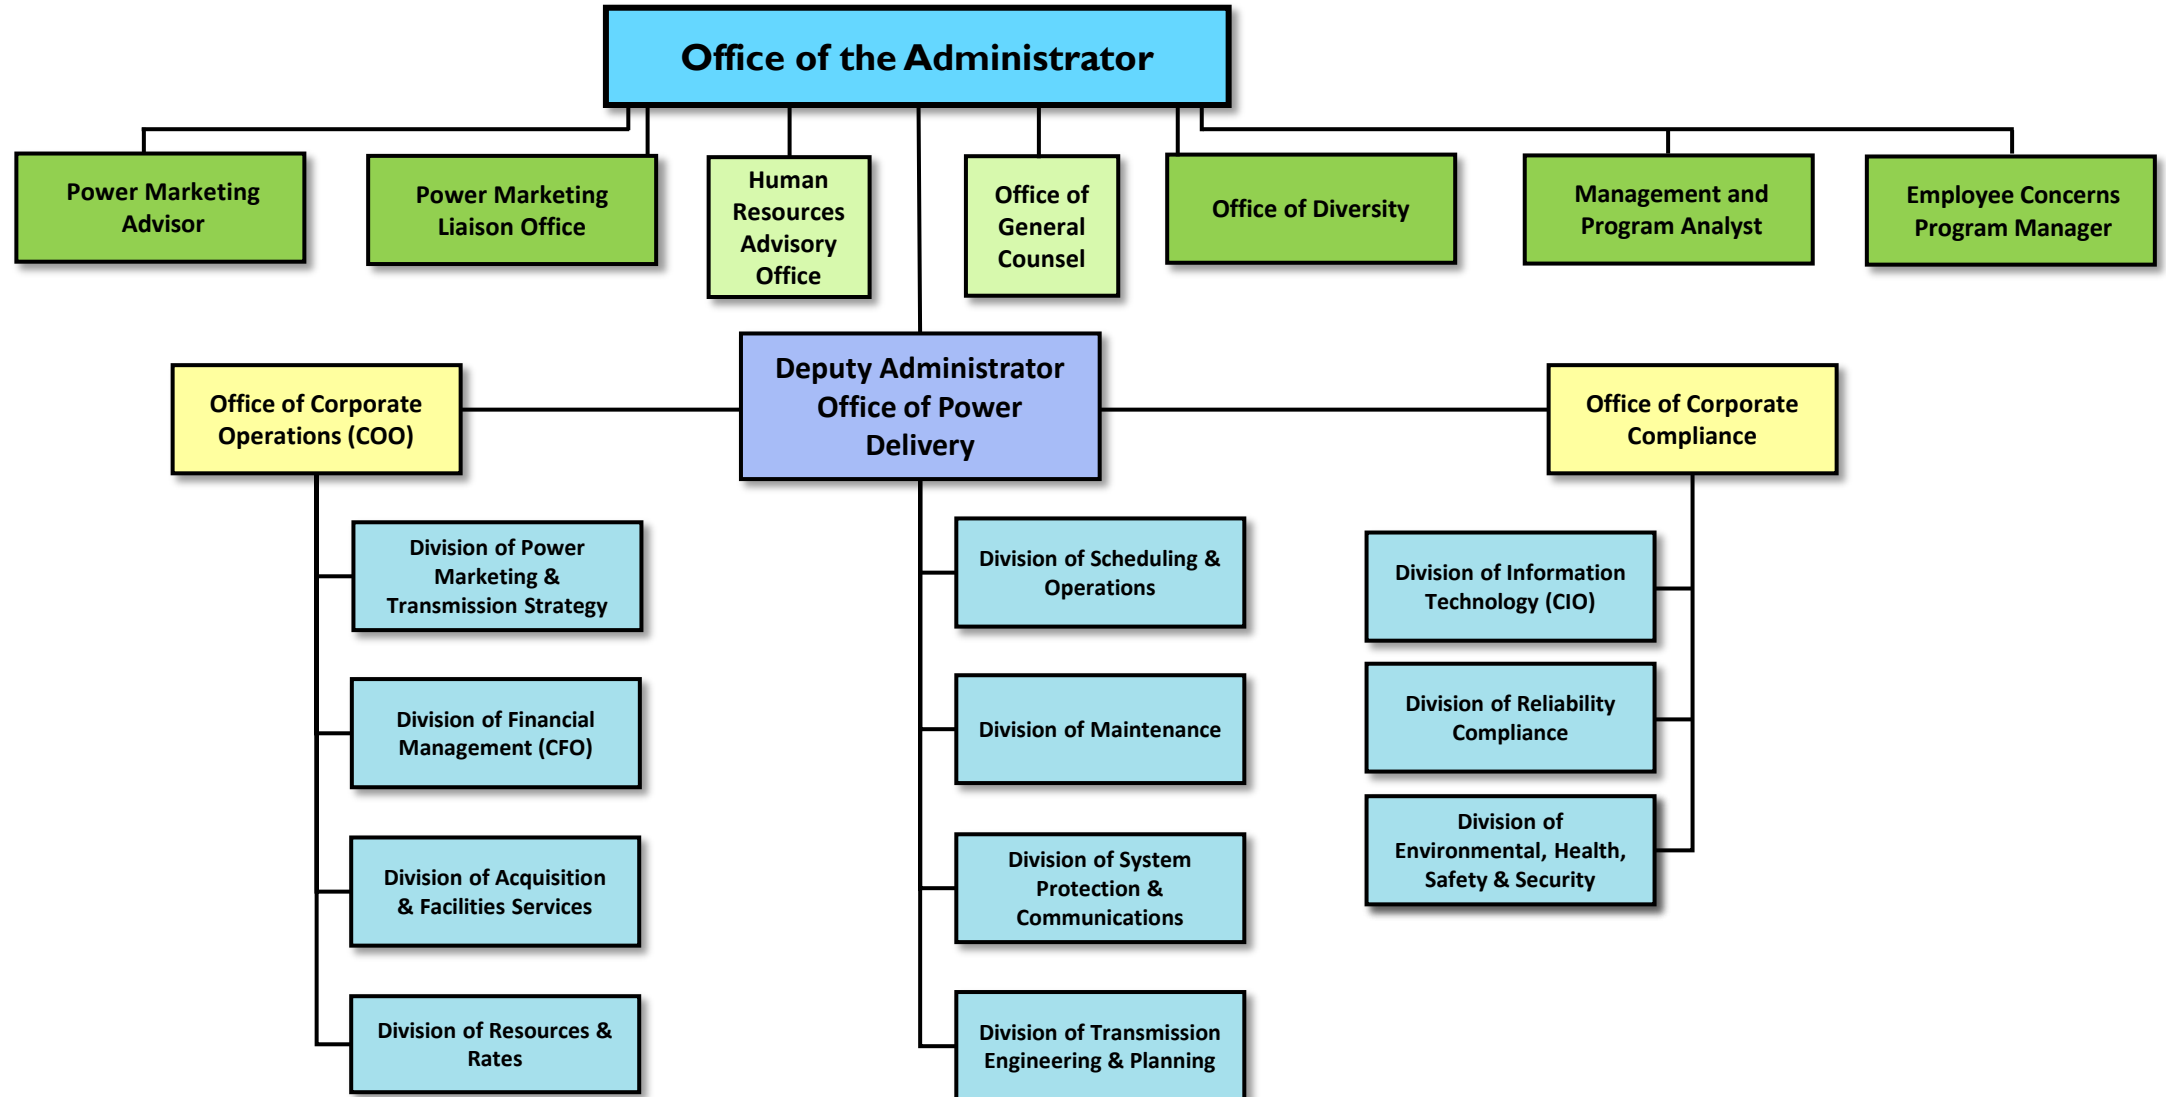 Office of the Administrator
Power Marketing
Advisor
Power Marketing
Liaison Office
Human
Resources
Advisory
Office
Office of
General
Counsel
Office of Diversity
Management and
Program Analyst
Employee Concerns
Program Manager
Office of Corporate
Operations (COO)
Deputy Administrator
Office of Power
Delivery
Office of Corporate
Compliance
Division of Power
Marketing &
Transmission Strategy
Division of Financial
Management (CFO)
Division of Acquisition
& Facilities Services
Division of Resources &
Rates
Division of Scheduling &
Operations
Division of Maintenance
Division of System
Protection &
Communications
Division of Transmission
Engineering & Planning
Division of Information
Technology (CIO)
Division of Reliability
Compliance
Division of
Environmental, Health,
Safety & Security